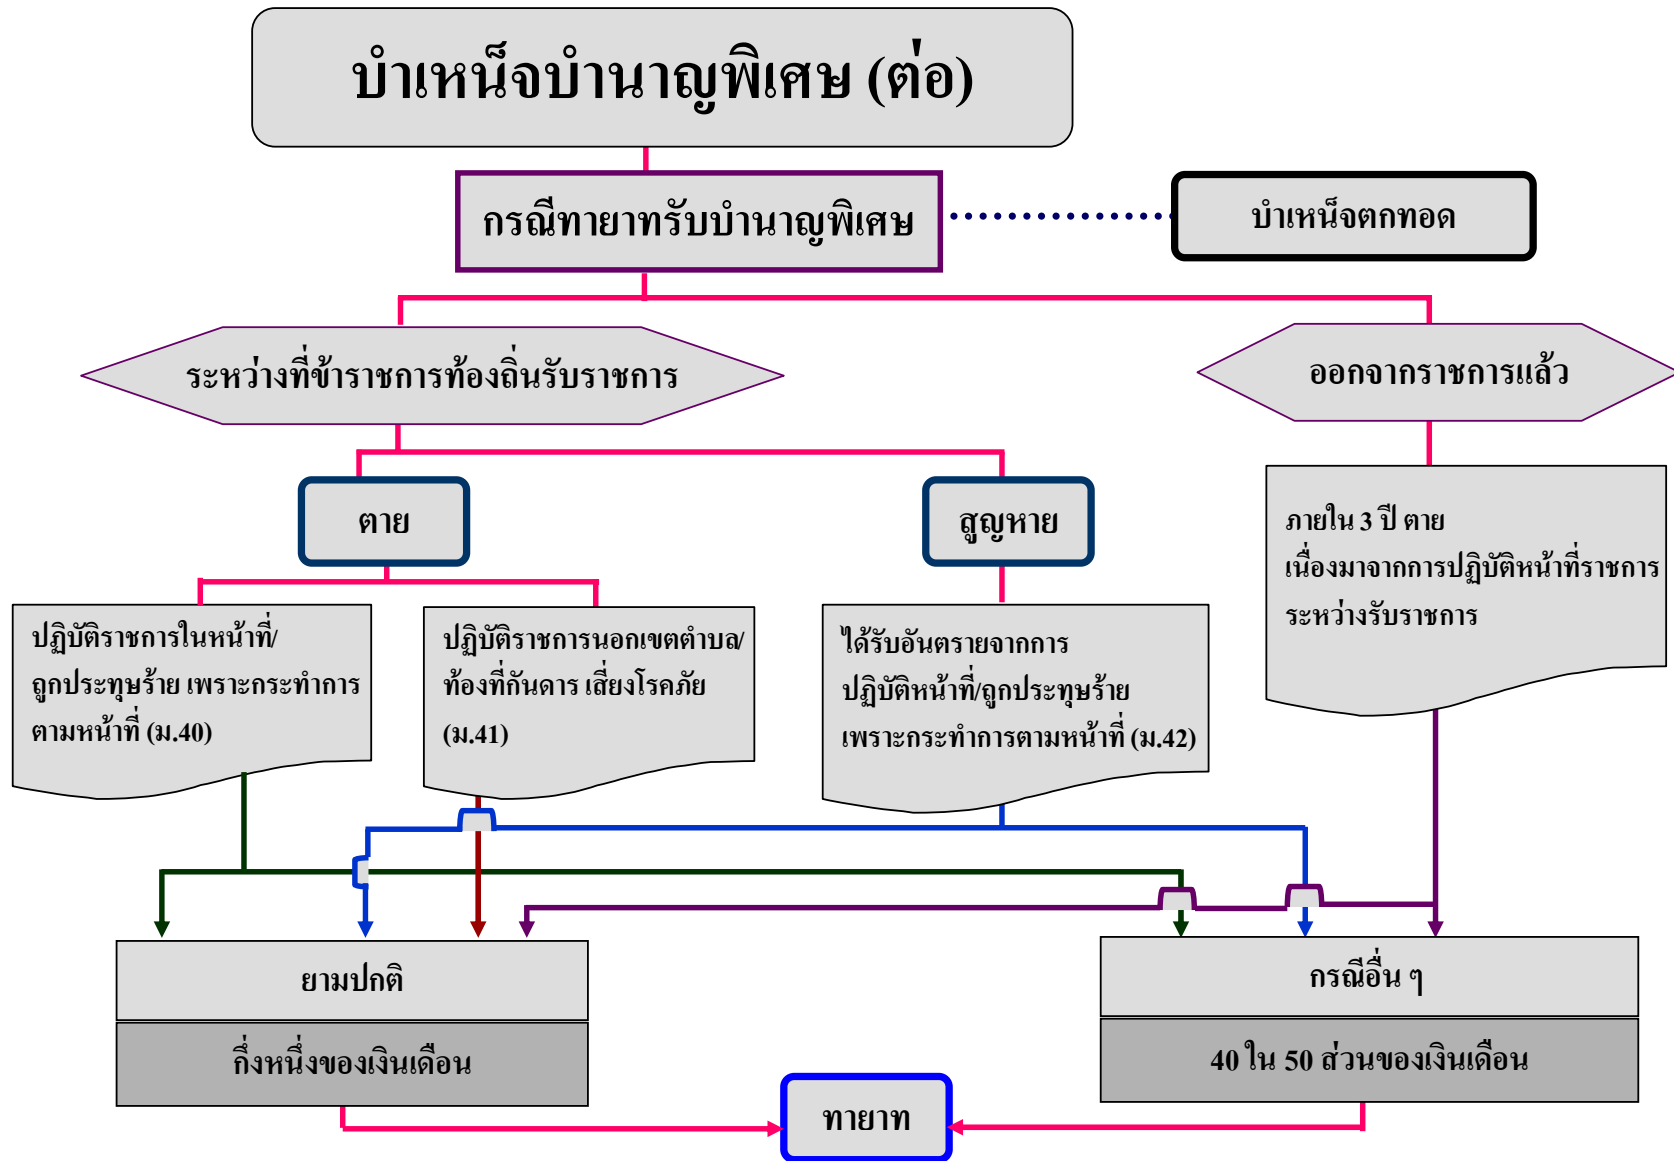 บำเหน็จบำนาญพิเศษ (ต่อ)
กรณีทายาทรับบำนาญพิเศษ
บำเหน็จตกทอด
ระหว่างที่ข้าราชการท้องถิ่นรับราชการ
ออกจากราชการแล้ว
ตาย
สูญหาย
ภายใน 3 ปี ตาย
เนื่องมาจากการปฏิบัติหน้าที่ราชการ
ระหว่างรับราชการ
ปฏิบัติราชการในหน้าที่/
ถูกประทุษร้าย เพราะกระทำการ
ตามหน้าที่ (ม.40)
ปฏิบัติราชการนอกเขตตำบล/
ท้องที่กันดาร เสี่ยงโรคภัย
(ม.41)
ได้รับอันตรายจากการ
ปฏิบัติหน้าที่/ถูกประทุษร้าย
เพราะกระทำการตามหน้าที่ (ม.42)
ยามปกติ
กึ่งหนึ่งของเงินเดือน
กรณีอื่น ๆ
40 ใน 50 ส่วนของเงินเดือน
ทายาท